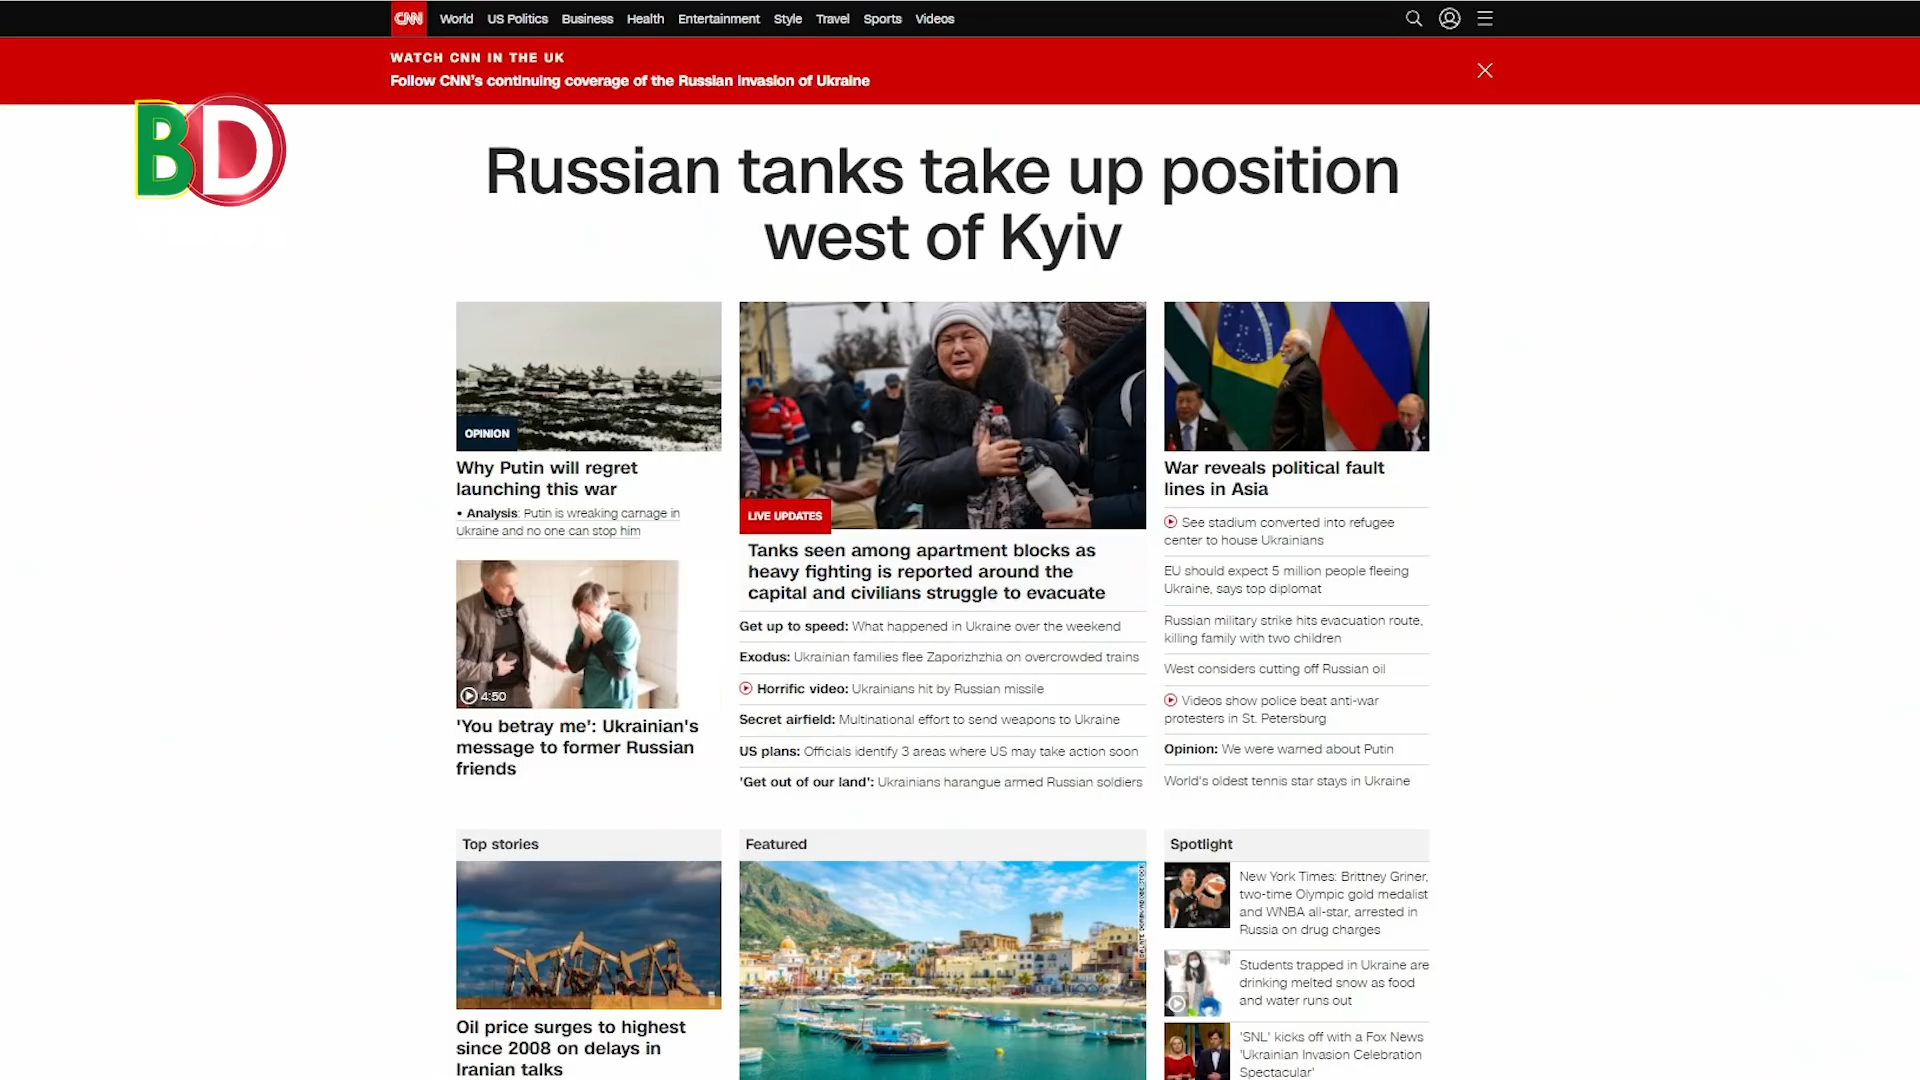 CNN World US Politics Business Health Entertainment Style Travel Sports Videos
WATCH CNN IN THE UK
Follow CNN's continuing coverage of the Russian invasion of Ukraine
BD
Russian tanks take up position
west of Kyiv
OPINION
Why Putin will regret
launching this war
• Analysis: Putin is wreaking carnage in
Ukraine and no one can stop him
4:50
'You betray me': Ukrainian's
message to former Russian
friends
LIVE UPDATES
Tanks seen among apartment blocks as
heavy fighting is reported around the
capital and civilians struggle to evacuate
Get up to speed: What happened in Ukraine over the weekend
Exodus: Ukrainian families flee Zaporizhzhia on overcrowded trains
Horrific video: Ukrainians hit by Russian missile
Secret airfield: Multinational effort to send weapons to Ukraine
US plans: Officials identify 3 areas where US may take action soon
'Get out of our land': Ukrainians harangue armed Russian soldiers
War reveals political fault
lines in Asia
See stadium converted into refugee
center to house Ukrainians
EU should expect 5 million people fleeing
Ukraine, says top diplomat
Russian military strike hits evacuation route,
killing family with two children
West considers cutting off Russian oil
Videos show police beat anti-war
protesters in St. Petersburg
Opinion: We were warned about Putin
World's oldest tennis star stays in Ukraine
Top stories
Oil price surges to highest
since 2008 on delays in
Iranian talks
Featured
Spotlight
New York Times: Brittney Griner,
two-time Olympic gold medalist
and WNBA all-star, arrested in
Russia on drug charges
Students trapped in Ukraine are
drinking melted snow as food
and water runs out
'SNL' kicks off with a Fox News
'Ukrainian Invasion Celebration
Spectacular'